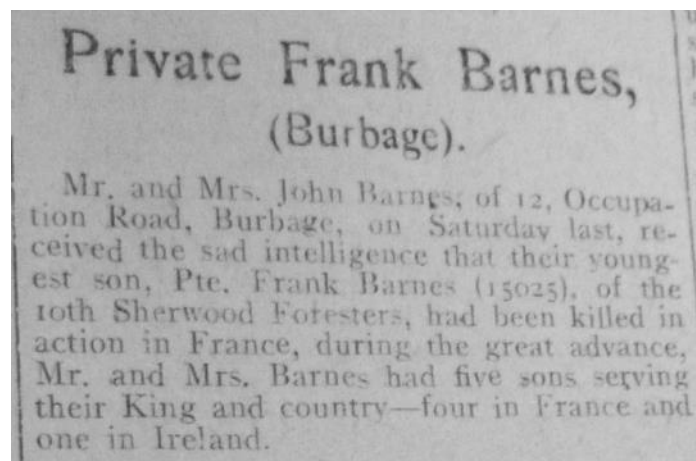 Private Frank Barnes,
(Burbage).
Mr. and Mrs. John Barnes, of 12, Occupa-
tion Road, Burbage, on Saturday last, re-
ceived the sad intelligence that their young-
est son, Pte. Frank Barnes (15025), of the
10th Sherwood Foresters, had been killed in
action in France, during the great advance,
Mr. and Mrs. Barnes had five sons serving
their King and country—four in France and
one in Ireland.